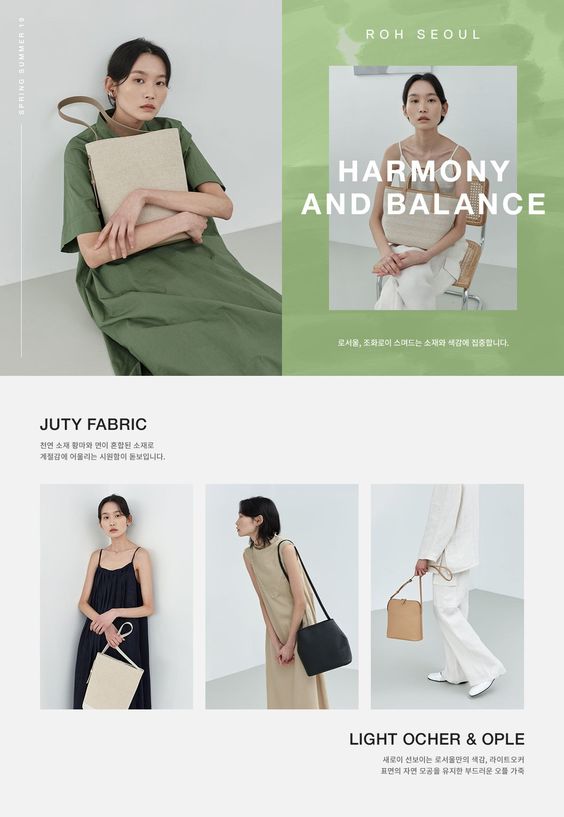 SPRING SUMMER 19
ROH SEOUL
HARMONY
AND BALANCE
로서울, 조화로이 스며드는 소재와 색감에 집중합니다.
JUTY FABRIC
천연 소재 황마와 면이 혼합된 소재로
계절감에 어울리는 시원함이 돋보입니다.
LIGHT OCHER & OPLE
새로이 선보이는 로서울만의 색감, 라이트오커
표면의 자연 모공을 유지한 부드러운 오플 가죽